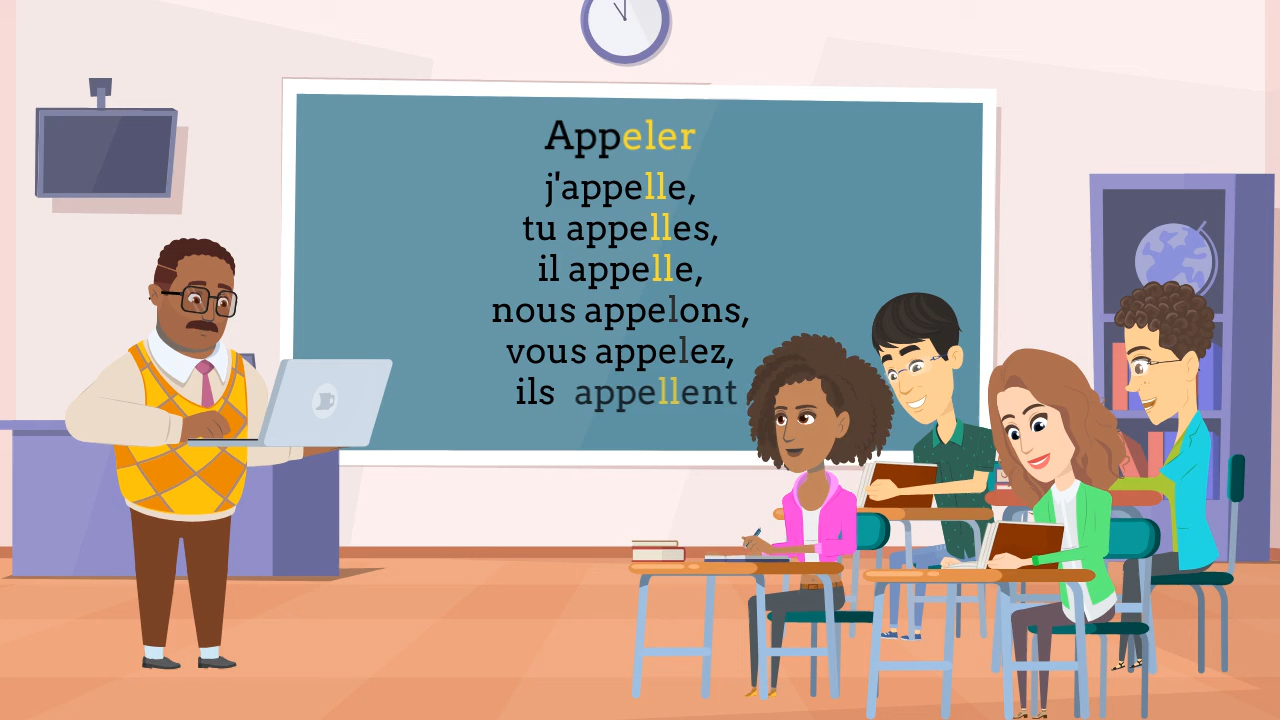 Appeler
j'appelle,
tu appelles,
il appelle,
nous appelons,
vous appelez,
ils appellent